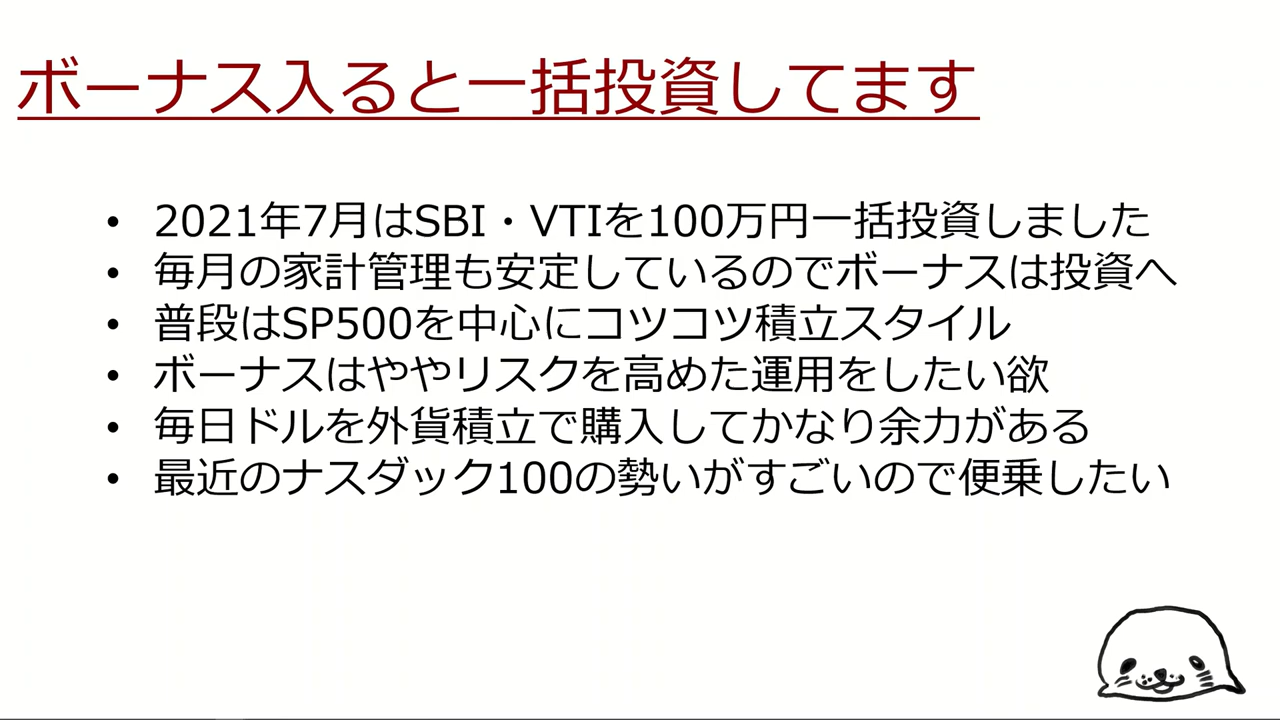 ボーナス入ると一括投資してます
• 2021年7月はSBI・VTIを100万円一括投資しました
• 毎月の家計管理も安定しているのでボーナスは投資へ
• 普段はSP500を中心にコツコツ積立スタイル
• ボーナスはややリスクを高めた運用をしたい欲
• 毎日ドルを外貨積立で購入してかなり余力がある
• 最近のナスダック100の勢いがすごいので便乗したい